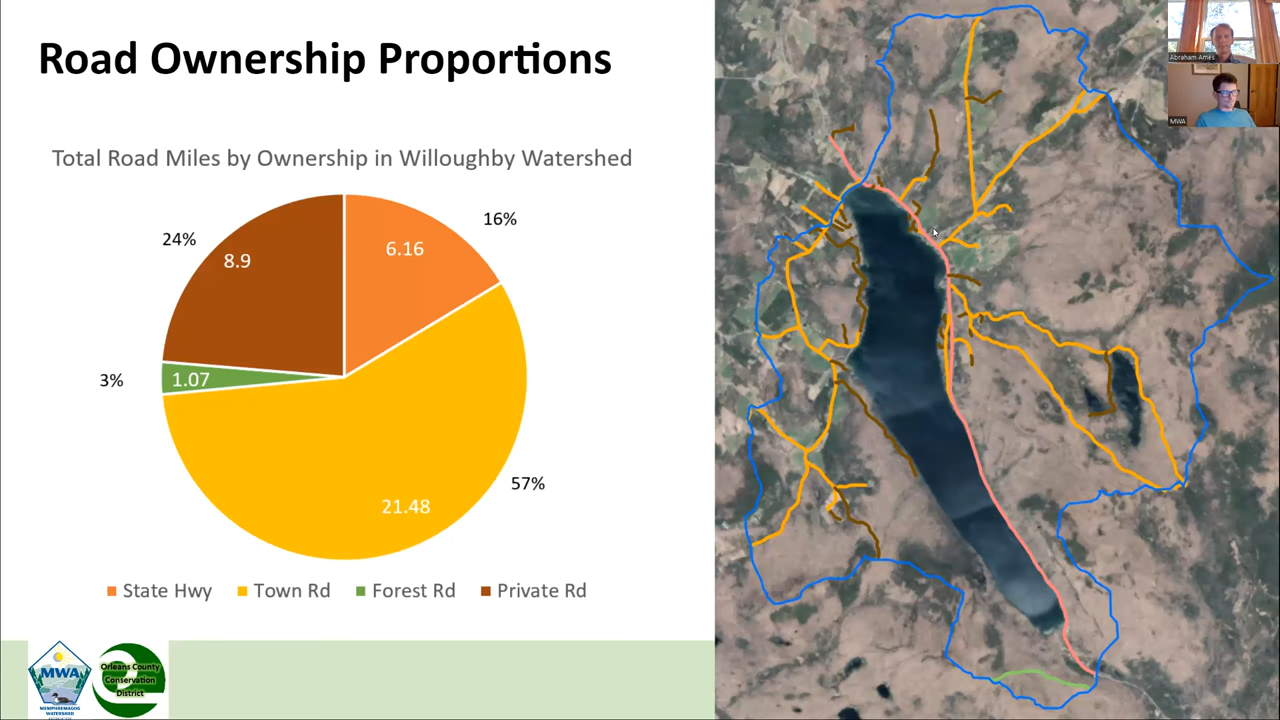 Road Ownership Proportions
Total Road Miles by Ownership in Willoughby Watershed
16%
24%
8.9
6.16
3%
1.07
57%
21.48
State Hwy
Town Rd
Forest Rd
Private Rd
MWA
MEMPHREMAGOG
WATERSHED
Orleans County
Conservation
District
Abraham Ames
MWA